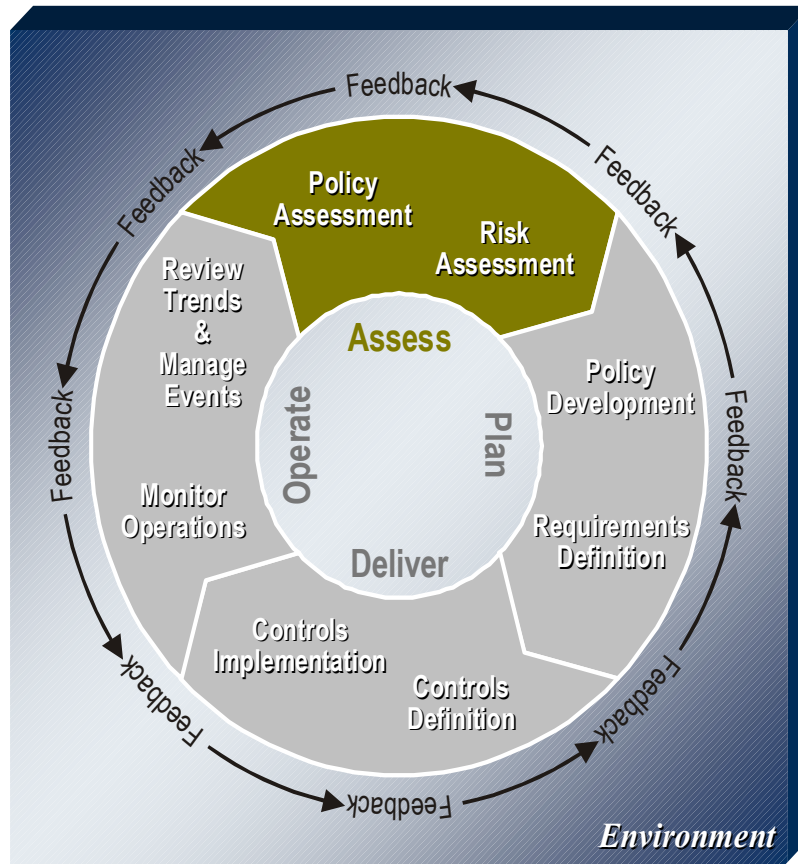 Feedback
Feedback
Feedback
Feedback
Feedback
Feedback
Feedback
Feedback
Policy
Assessment
Risk
Assessment
Review
Trends
&
Manage
Events
Assess
Policy
Development
Operate
Plan
Monitor
Operations
Requirements
Definition
Deliver
Controls
Implementation
Controls
Definition
Environment